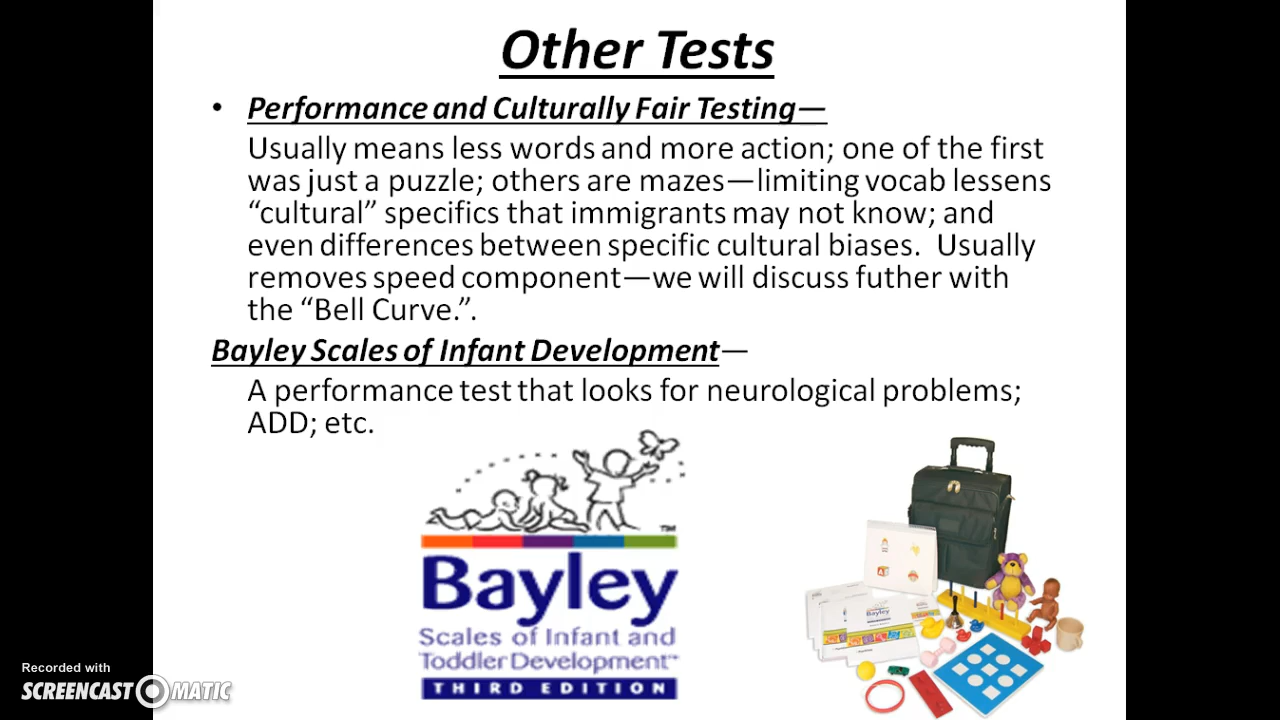 Other Tests
• Performance and Culturally Fair Testing—
Usually means less words and more action; one of the first
was just a puzzle; others are mazes—limiting vocab lessens
“cultural” specifics that immigrants may not know; and
even differences between specific cultural biases.  Usually
removes speed component—we will discuss futher with
the “Bell Curve.”.
Bayley Scales of Infant Development—
A performance test that looks for neurological problems;
ADD; etc.
TM
Bayley
Scales of Infant and
Toddler Development™
THIRD EDITION
Bayley
Recorded with
SCREENCAST MATIC